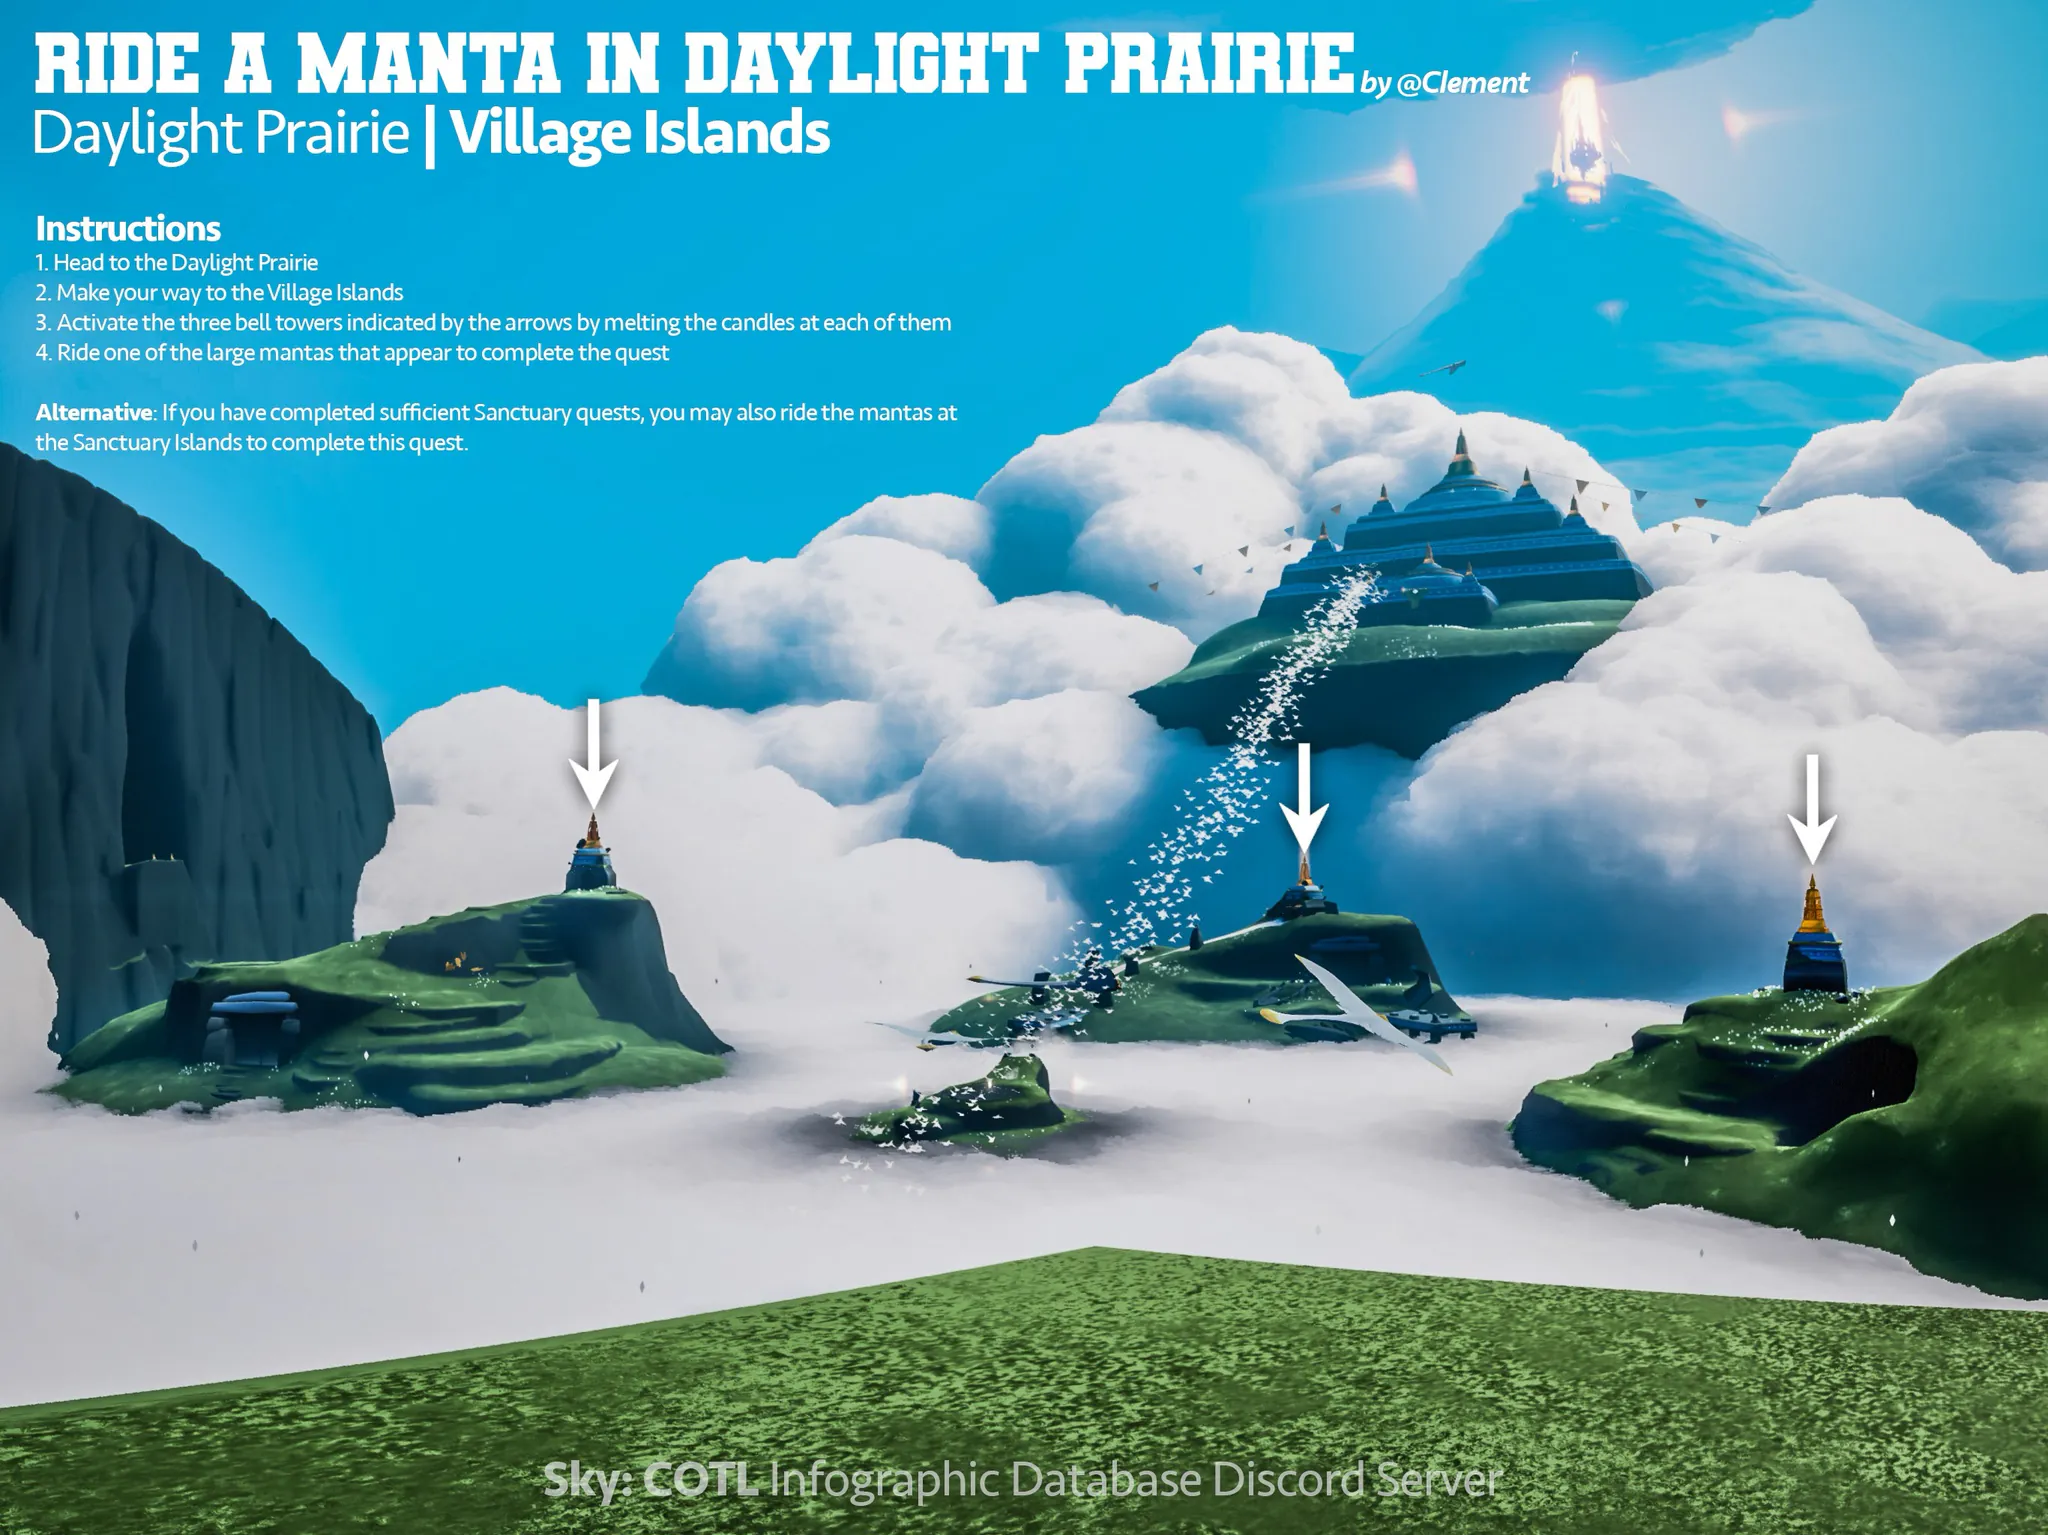 RIDE A MANTA IN DAYLIGHT PRAIRIE by @Clement
Daylight Prairie | Village Islands
Instructions
1. Head to the Daylight Prairie
2. Make your way to the Village Islands
3. Activate the three bell towers indicated by the arrows by melting the candles at each of them
4. Ride one of the large mantas that appear to complete the quest
Alternative: If you have completed sufficient Sanctuary quests, you may also ride the mantas at
the Sanctuary Islands to complete this quest.
Sky: COTL Infographic Database Discord Server